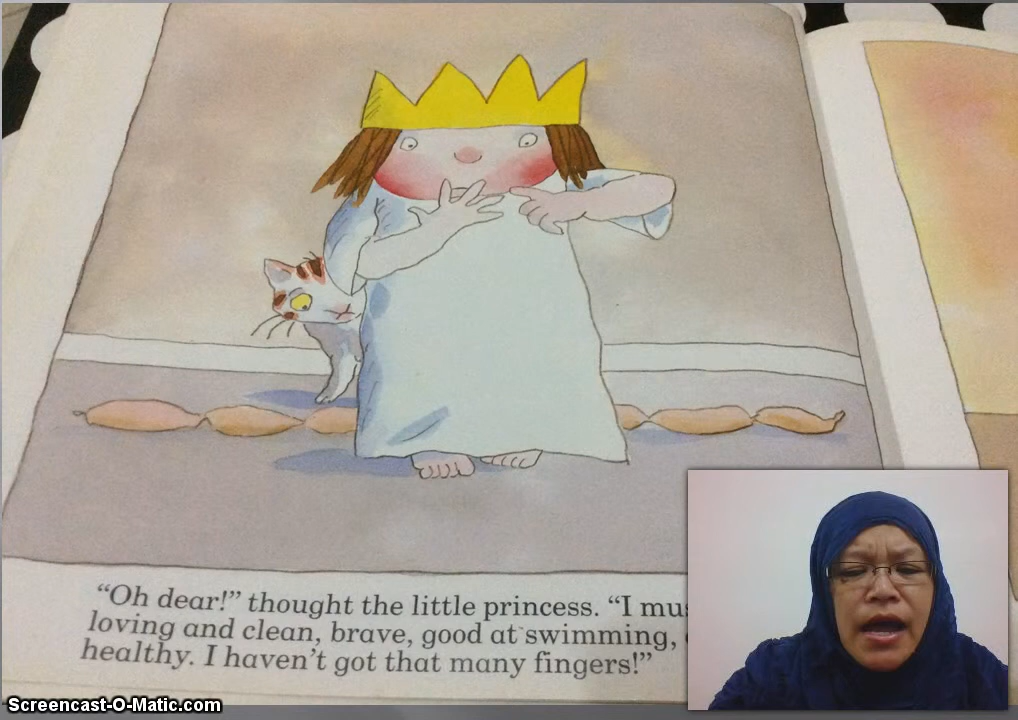 “Oh dear!” thought the little princess. “I
loving and clean, brave, good at swimming,
healthy. I haven’t got that many fingers!”
Screencast-O-Matic.com